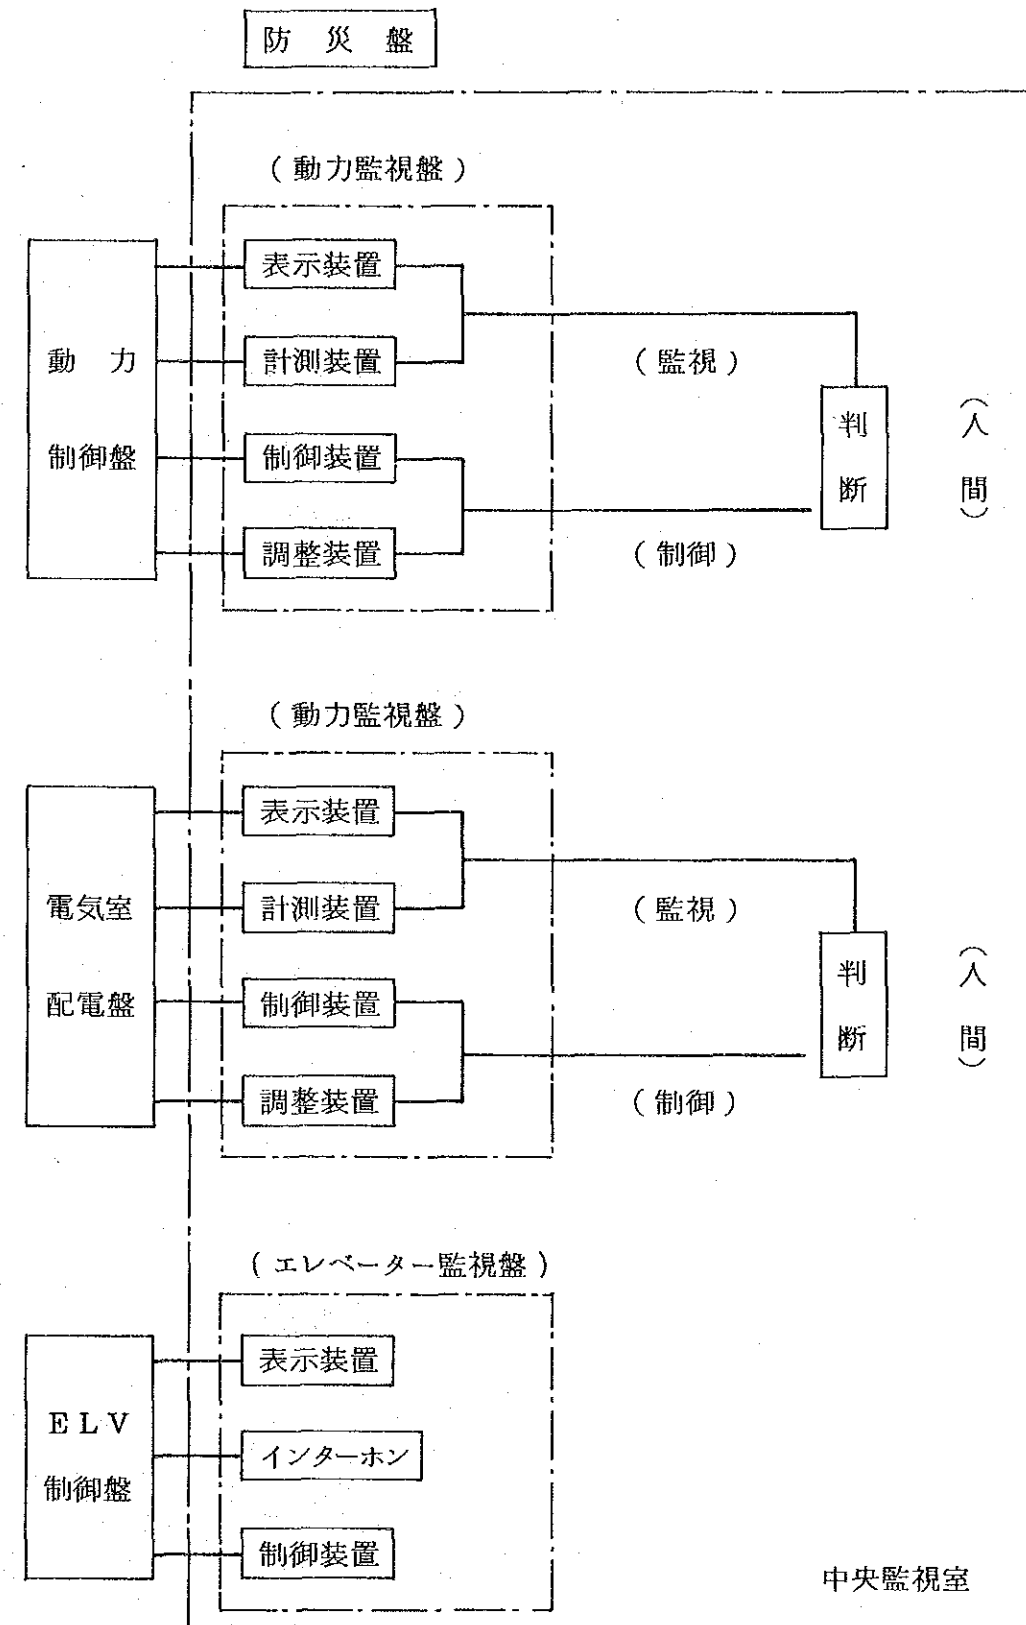 防災盤
(動力監視盤)
動力
制御盤
表示装置
計測装置
制御装置
調整装置
(監視)
(制御)
判断
(人間)
(動力監視盤)
電気室
配電盤
表示装置
計測装置
制御装置
調整装置
(監視)
(制御)
判断
(人間)
(エレベーター監視盤)
ELV
制御盤
表示装置
インターホン
制御装置
中央監視室